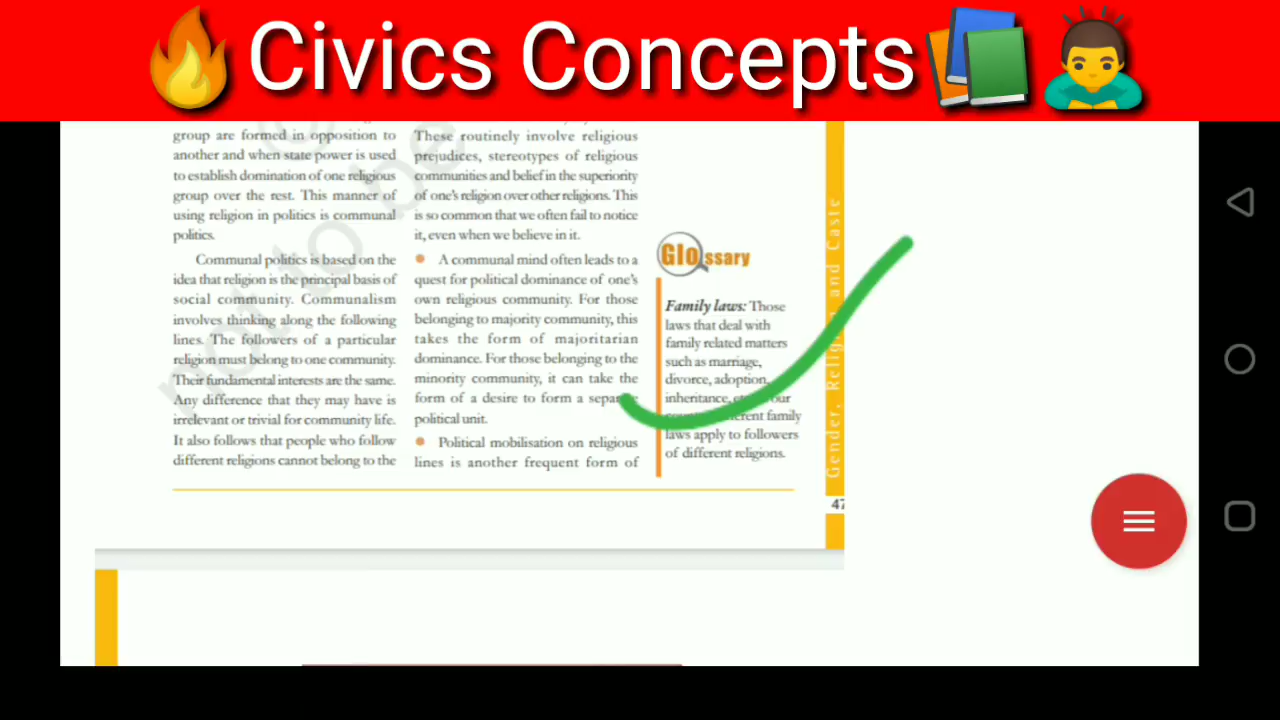 Civics Concepts
group are formed in opposition to
another and when state power is used
to establish domination of one religious
group over the rest. This manner of
using religion in politics is communal
politics.
Communal politics is based on the
idea that religion is the principal basis of
social community. Communalism
involves thinking along the following
lines. The followers of a particular
religion must belong to one community.
Their fundamental interests are the same.
Any difference that they may have is
irrelevant or trivial for community life.
It also follows that people who follow
different religions cannot belong to the
These routinely involve religious
prejudices, stereotypes of religious
communities and belief in the superiority
of one's religion over other religions. This
is so common that we often fail to notice
it, even when we believe in it.
• A communal mind often leads to a
quest for political dominance of one's
own religious community. For those
belonging to majority community, this
takes the form of majoritarian
dominance. For those belonging to the
minority community, it can take the
form of a desire to form a separate
political unit.
• Political mobilisation on religious
lines is another frequent form of
Glossary
Family laws: Those
laws that deal with
family related matters
such as marriage,
divorce, adoption,
inheritance, our
family
laws apply to followers
of different religions.
Gender, Religion and Caste
47
not to be